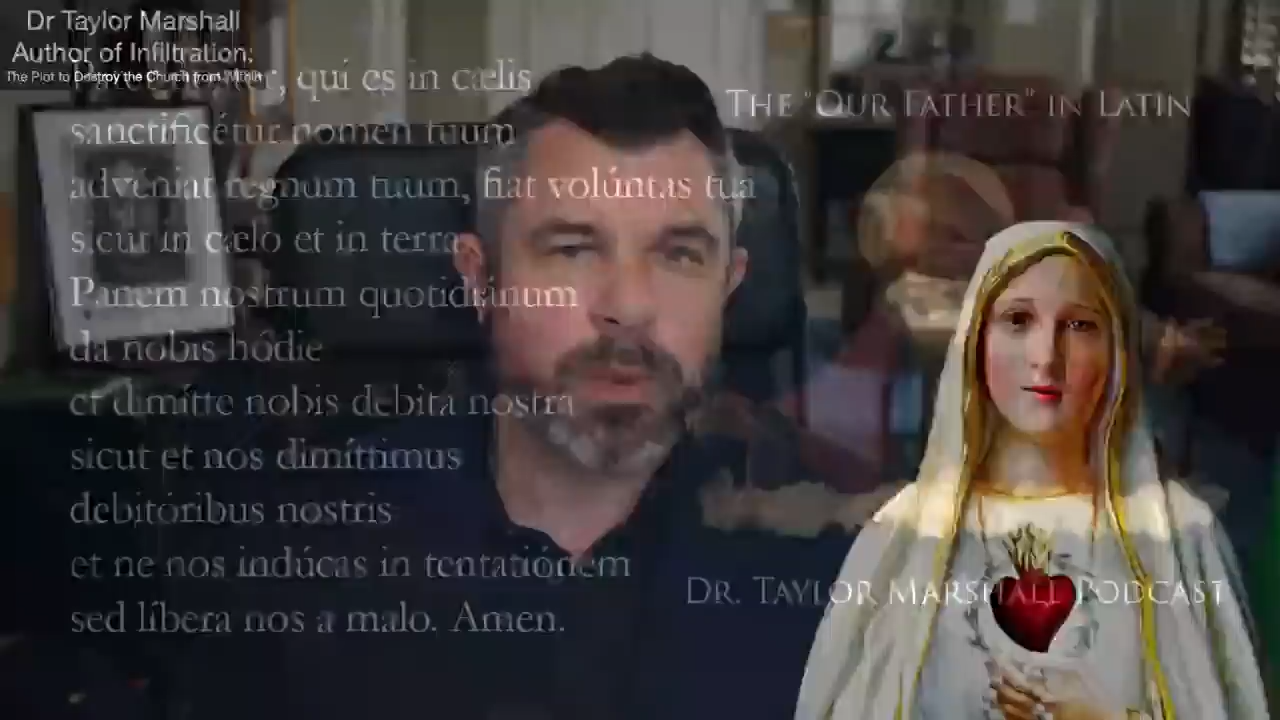 Dr Taylor Marshall
Author of Infiltration:
The Plot to Destroy the Church from Within
qui es in cælis
sanctificétur nomen tuum
advéniat regnum tuum, fiat volúntas tua
sicut in cælo et in terra
Panem nostrum quotidiánum
da nobis hódie
et dimítte nobis débita nostra
sicut et nos dimíttimus
debitóribus nostris
et ne nos indúcas in tentatiónem
sed líbera nos a malo. Amen.
THE "OUR FATHER" IN LATIN
DR. TAYLOR MARSHALL PODCAST